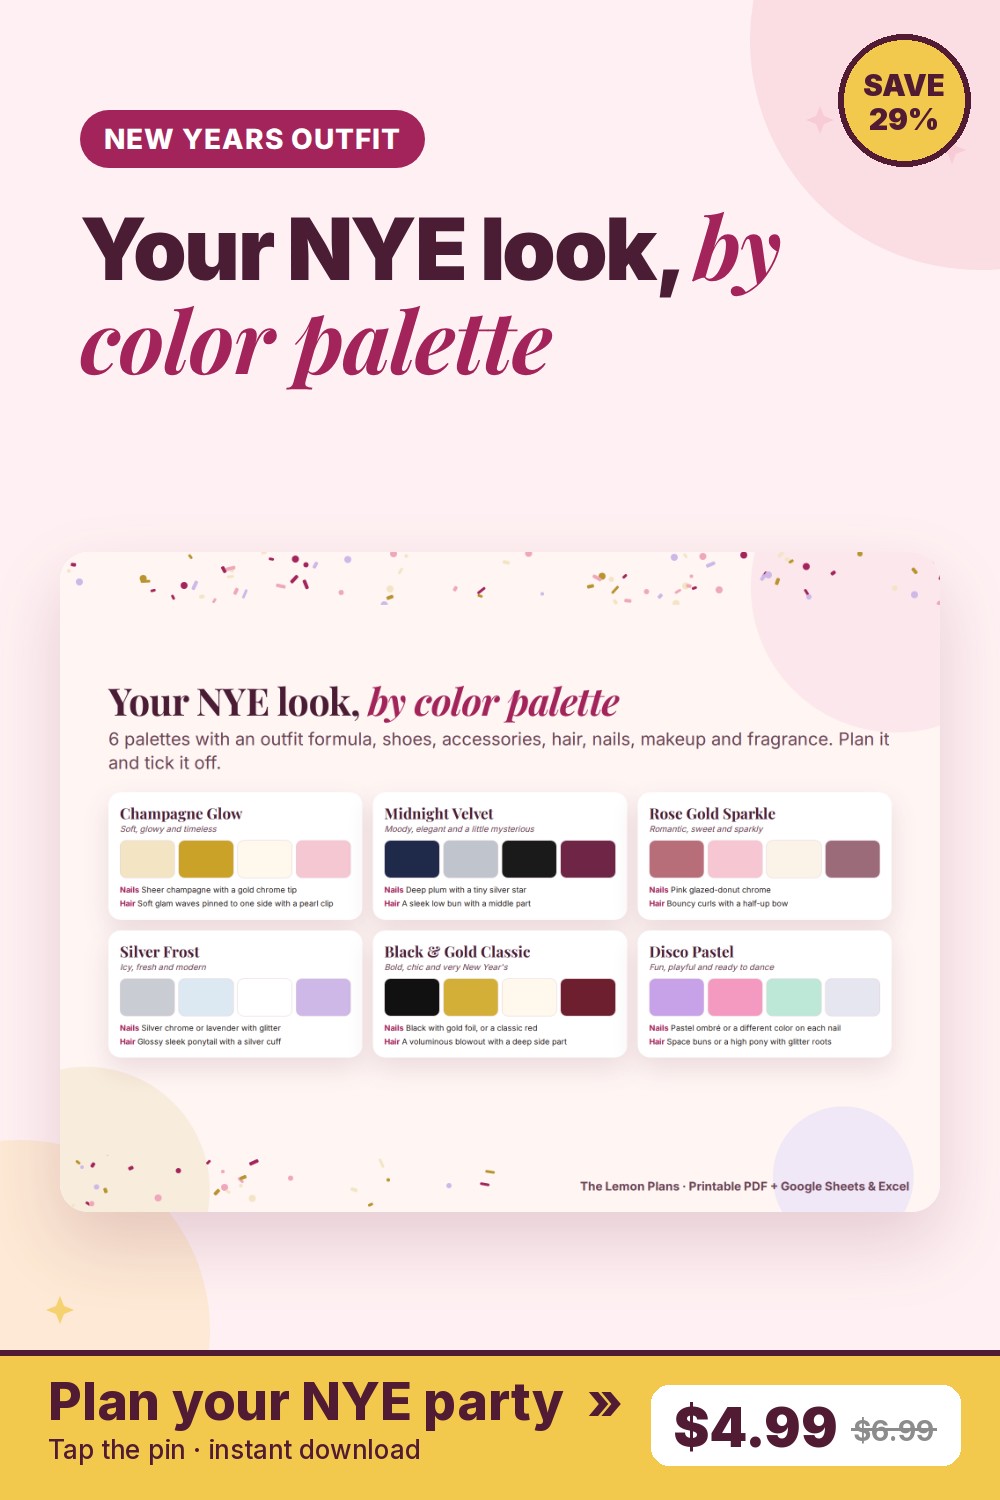 SAVE
29%
NEW YEARS OUTFIT
Your NYE look, by
color palette
Your NYE look, by color palette
6 palettes with an outfit formula, shoes, accessories, hair, nails, makeup and fragrance. Plan it
and tick it off.
Champagne Glow
Soft, glowy and timeless
Nails Sheer champagne with a gold chrome tip
Hair Soft glam waves pinned to one side with a pearl clip
Midnight Velvet
Moody, elegant and a little mysterious
Nails Deep plum with a tiny silver star
Hair A sleek low bun with a middle part
Rose Gold Sparkle
Romantic, sweet and sparkly
Nails Pink glazed-donut chrome
Hair Bouncy curls with a half-up bow
Silver Frost
Icy, fresh and modern
Nails Silver chrome or lavender with glitter
Hair Glossy sleek ponytail with a silver cuff
Black & Gold Classic
Bold, chic and very New Year's
Nails Black with gold foil, or a classic red
Hair A voluminous blowout with a deep side part
Disco Pastel
Fun, playful and ready to dance
Nails Pastel ombré or a different color on each nail
Hair Space buns or a high pony with glitter roots
The Lemon Plans · Printable PDF + Google Sheets & Excel
Plan your NYE party »
Tap the pin · instant download
$4.99 $6.99